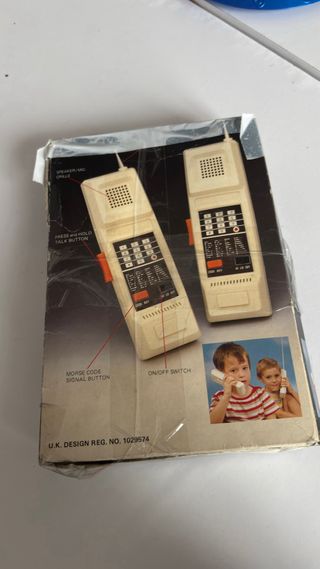 SPEAKER/MIC
GRILLE
PRESS and HOLD
TALK BUTTON
MORSE CODE
SIGNAL BUTTON
ON/OFF SWITCH
U.K. DESIGN REG. NO. 1029574